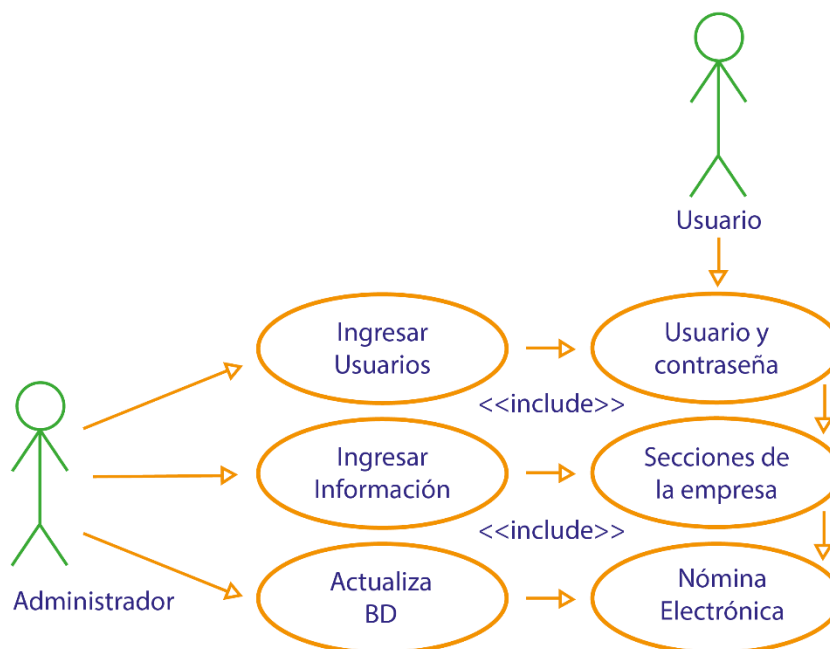 Usuario
Ingresar
Usuarios
Usuario y
contraseña
<<include>>
Ingresar
Información
Secciones de
la empresa
<<include>>
Administrador
Actualiza
BD
Nómina
Electrónica